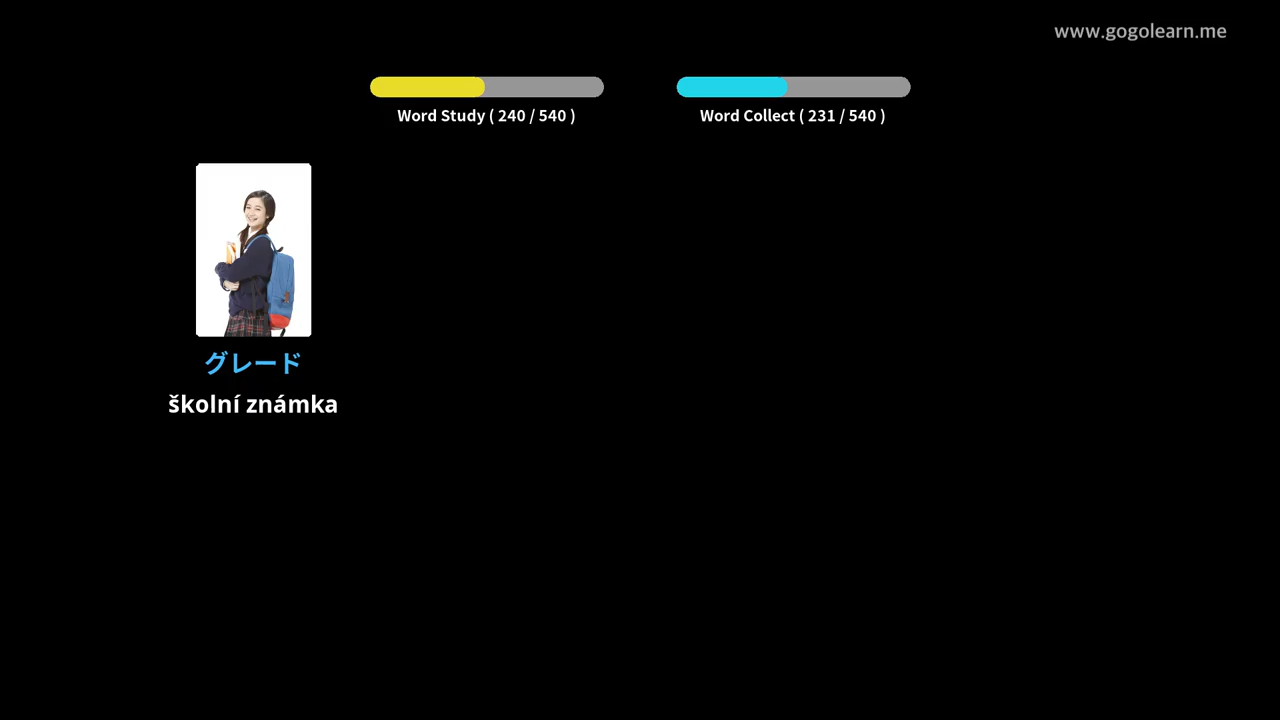 www.gogolearn.me
Word Study ( 240 / 540 )
Word Collect ( 231 / 540 )
グレード
školní známka